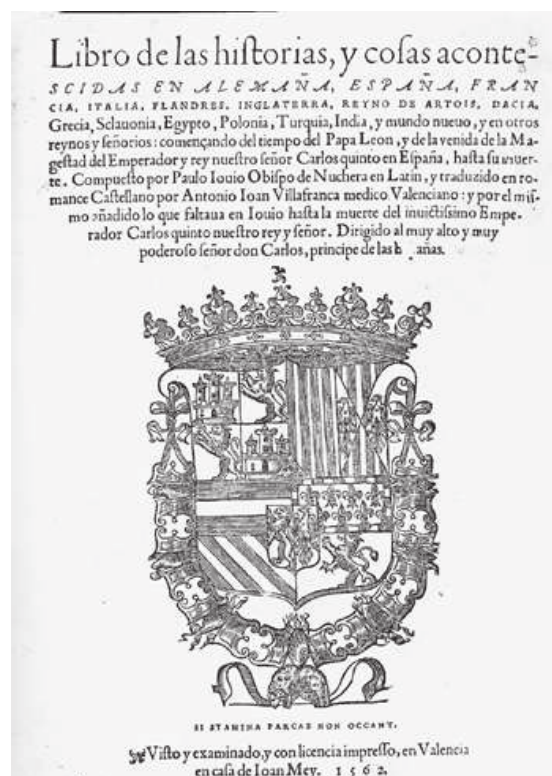 Libro de las historias, y cosas aconte-
SCIDAS EN ALEMAÑA, ESPAÑA, FRAN
CIA, ITALIA, FLANDRES, INGLATERRA, REYNO DE ARTOIS, DACIA,
Grecia, Sclauonia, Egypto, Polonia, Turquia, India, y mundo nueuo, y en otros
reynos y señorios: començando del tiempo del Papa Leon, y de la venida de la Ma-
gestad del Emperador y rey nuestro señor Carlos quinto en España, hasta su muer-
te. Compuesto por Paulo Iouio Obispo de Nuchera en Latin, y traduzido en ro-
mance Castellano por Antonio Ioan Villafranca medico Valenciano: y por el mis-
mo añadido lo que faltaua en Iouio hasta la muerte del inuictissimo Empe-
rador Carlos quinto nuestro rey y señor. Dirigido al muy alto y muy
poderoso señor don Carlos, principe de las
SI STAMINA PARCAE NON OCCANT.
Visto y examinado, y con licencia impresso, en Valencia
en casa de Ioan Mey. 1562.